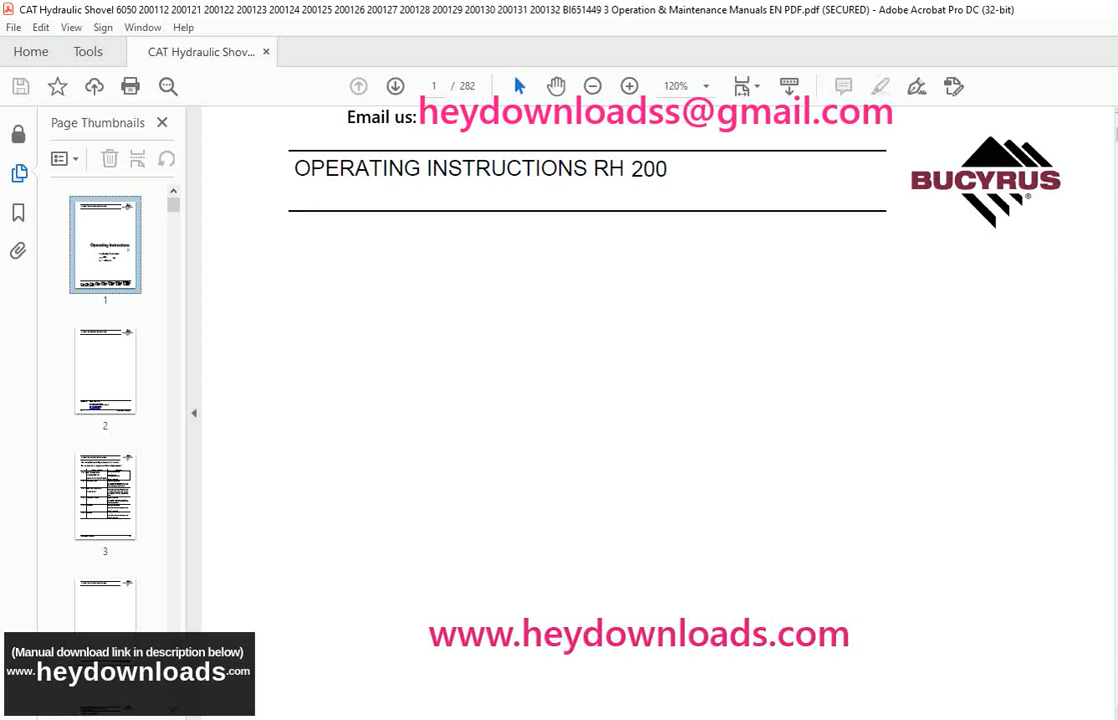 CAT Hydraulic Shovel 6050 200112 200121 200122 200123 200124 200125 200126 200127 200128 200129 200130 200131 200132 BI651449 3 Operation & Maintenance Manuals EN PDF.pdf (SECURED) - Adobe Acrobat Pro DC (32-bit)
File Edit View Sign Window Help
Home Tools CAT Hydraulic Shov... ×
1 / 282 120%
Email us: heydownloadss@gmail.com
Page Thumbnails
OPERATING INSTRUCTIONS RH 200
BUCYRUS®
Operating Instructions
1
2
3
www.heydownloads.com
(Manual download link in description below)
www.heydownloads.com